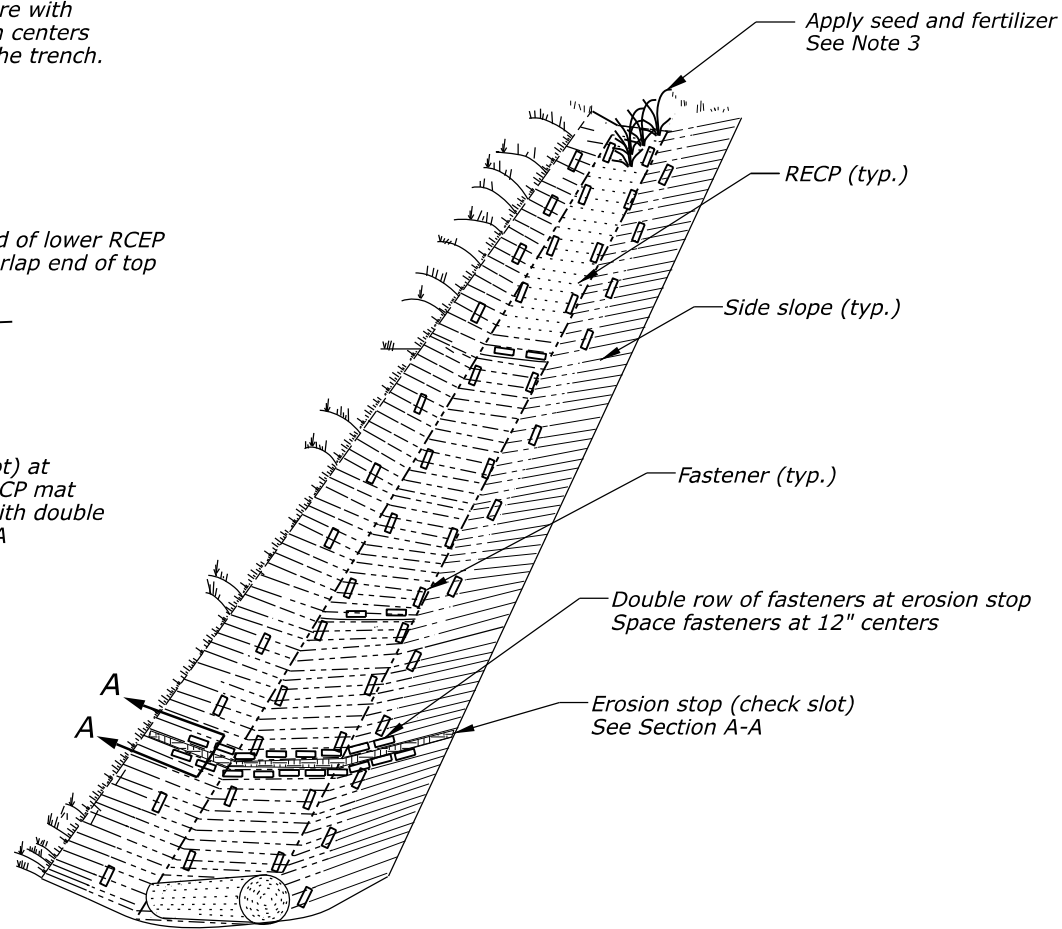 re with
centers
he trench.
Apply seed and fertilizer
See Note 3
RECP (typ.)
d of lower RCEP
rlap end of top
Side slope (typ.)
t) at
CP mat
ith double
A
Fastener (typ.)
Double row of fasteners at erosion stop
Space fasteners at 12" centers
A
A
Erosion stop (check slot)
See Section A-A